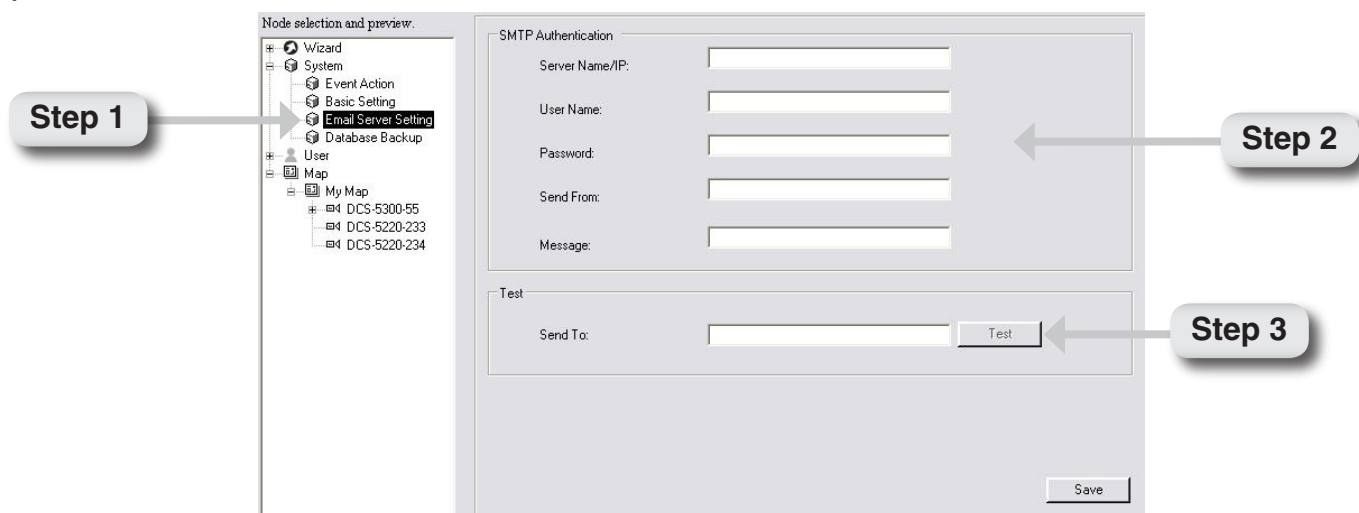 Node selection and preview.
Wizard
System
Event Action
Basic Setting
Email Server Setting
Database Backup
User
Map
My Map
DCS-5300-55
DCS-5220-233
DCS-5220-234
Step 1
SMTP Authentication
Server Name/IP:
User Name:
Password:
Send From:
Message:
Step 2
Test
Send To:
Test
Step 3
Save